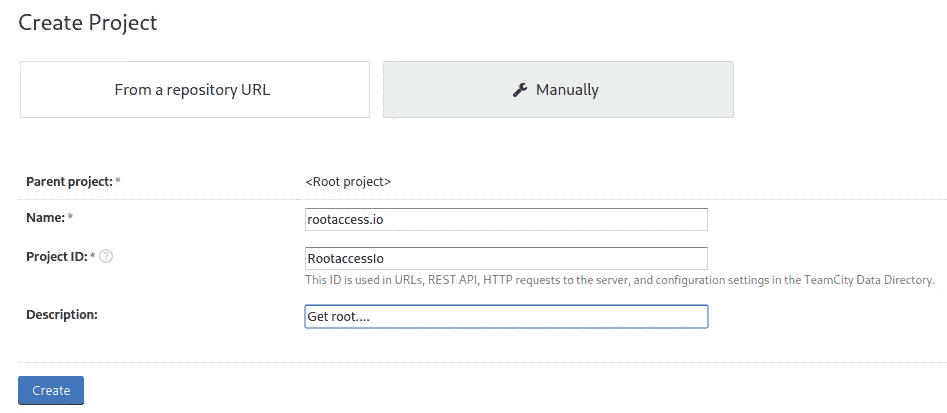 Create Project
From a repository URL
Manually
Parent project: * <Root project>
Name: * rootaccess.io
Project ID: * ? RootaccessIo
This ID is used in URLs, REST API, HTTP requests to the server, and configuration settings in the TeamCity Data Directory.
Description: Get root....
Create